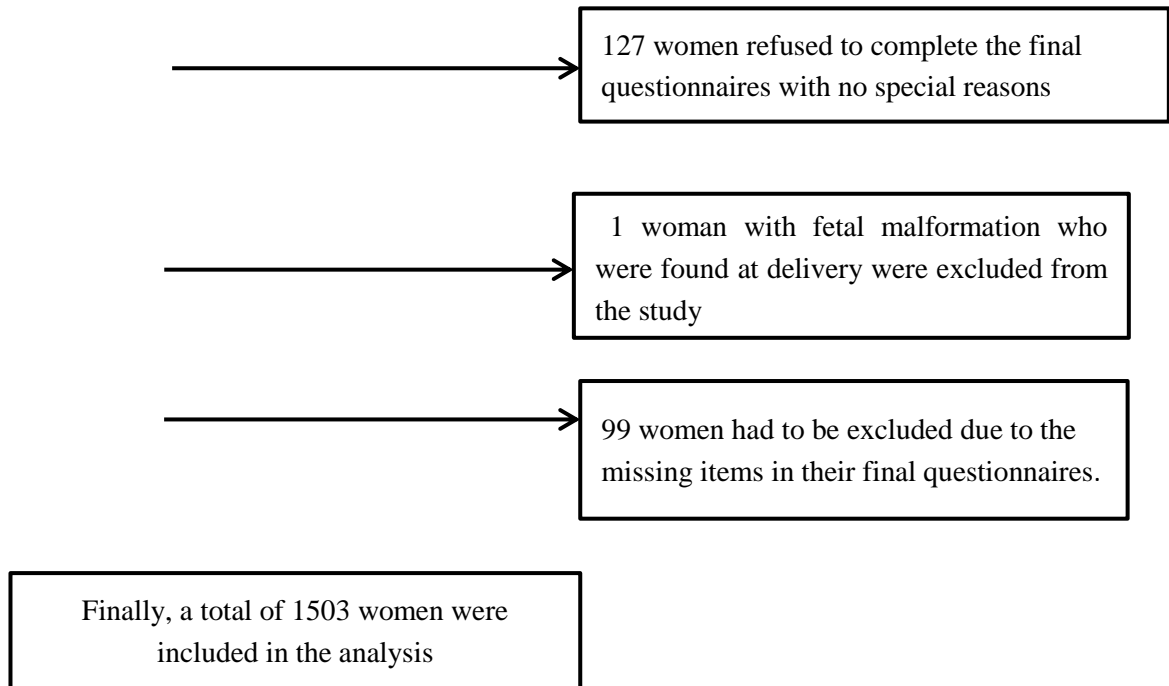 127 women refused to complete the final
questionnaires with no special reasons
1 woman with fetal malformation who
were found at delivery were excluded from
the study
99 women had to be excluded due to the
missing items in their final questionnaires.
Finally, a total of 1503 women were
included in the analysis